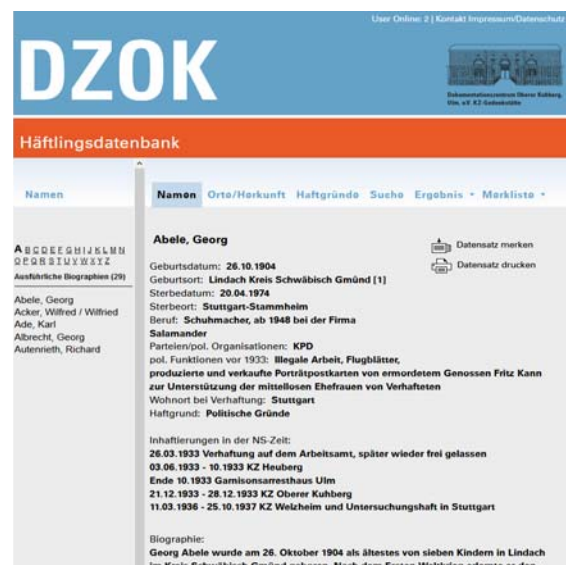 User Online: 2 | Kontakt Impressum/Datenschutz
DZOK
Dokumentationszentrum Oberer Kuhberg,
Ulm, e.V. KZ-Gedenkstätte
Häftlingsdatenbank
Namen
Namen Orte/Herkunft Haftgründe Suche Ergebnis Merkliste
A B C D E F G H I J K L M N
O P Q R S T U V W X Y Z
Ausführliche Biographien (29)
Abele, Georg
Acker, Wilfred / Wilfried
Ade, Karl
Albrecht, Georg
Autenrieth, Richard
Abele, Georg
Datensatz merken
Datensatz drucken
Geburtsdatum: 26.10.1904
Geburtsort: Lindach Kreis Schwäbisch Gmünd [1]
Sterbedatum: 20.04.1974
Sterbeort: Stuttgart-Stammheim
Beruf: Schuhmacher, ab 1948 bei der Firma
Salamander
Parteien/pol. Organisationen: KPD
pol. Funktionen vor 1933: Illegale Arbeit, Flugblätter,
produzierte und verkaufte Porträtpostkarten von ermordetem Genossen Fritz Kann
zur Unterstützung der mittellosen Ehefrauen von Verhafteten
Wohnort bei Verhaftung: Stuttgart
Haftgrund: Politische Gründe
Inhaftierungen in der NS-Zeit:
26.03.1933 Verhaftung auf dem Arbeitsamt, später wieder frei gelassen
03.06.1933 - 10.1933 KZ Heuberg
Ende 10.1933 Garnisonsarresthaus Ulm
21.12.1933 - 28.12.1933 KZ Oberer Kuhberg
11.03.1936 - 25.10.1937 KZ Welzheim und Untersuchungshaft in Stuttgart
Biographie:
Georg Abele wurde am 26. Oktober 1904 als ältestes von sieben Kindern in Lindach